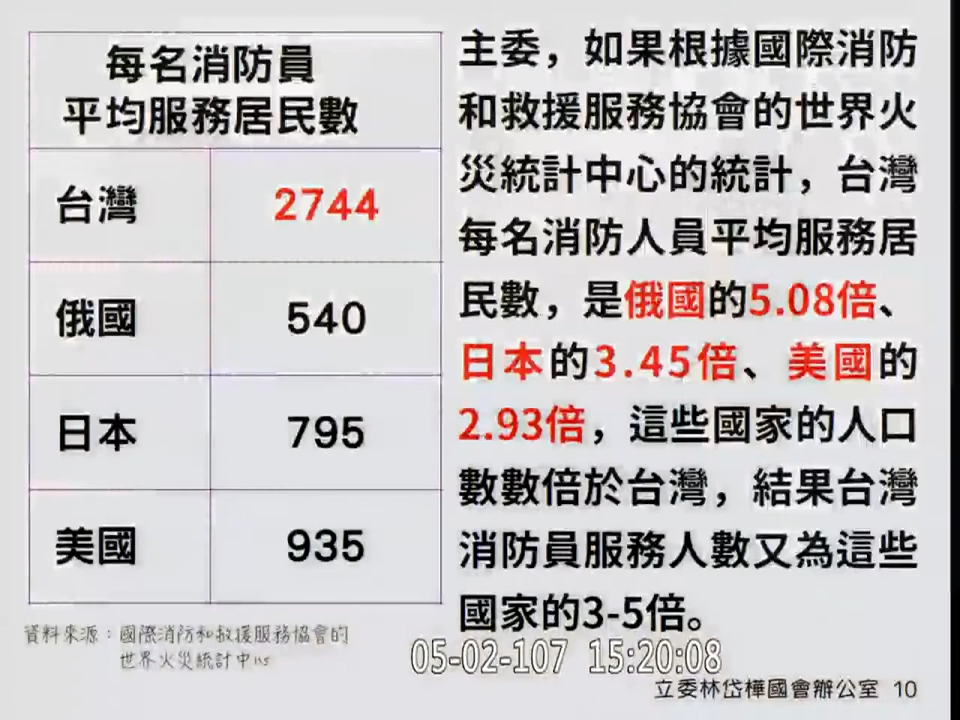 每名消防員
平均服務居民數
台灣 2744
俄國 540
日本 795
美國 935
資料來源：國際消防和救援服務協會的
世界火災統計中
主委，如果根據國際消防
和救援服務協會的世界火
災統計中心的統計，台灣
每名消防人員平均服務居
民數，是俄國的5.08倍、
日本的3.45倍、美國的
2.93倍，這些國家的人口
數數倍於台灣，結果台灣
消防員服務人數又為這些
國家的3-5倍。
05-02-107 15:20:08
立委林岱樺國會辦公室 10